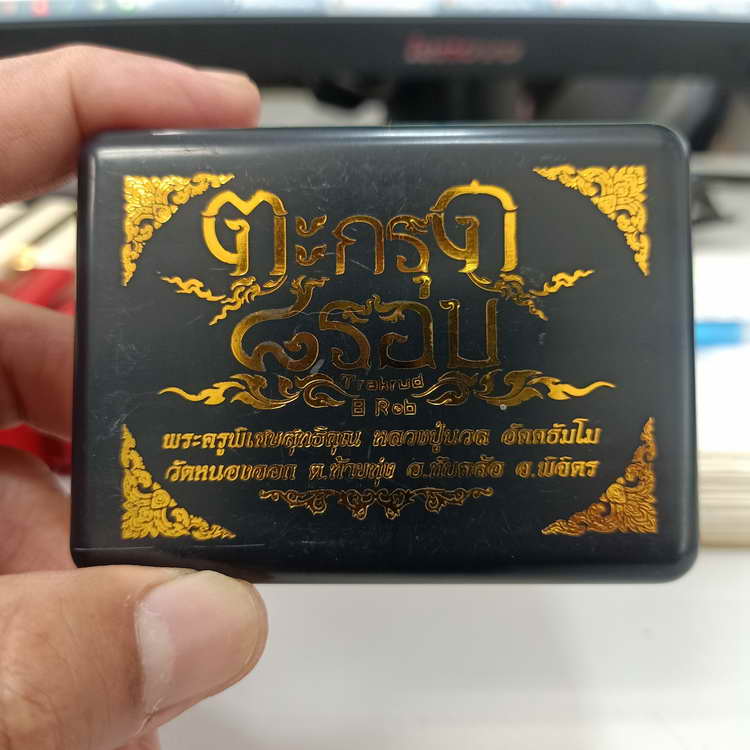 ตะกรุด
๘รอบ
Trakrud
8 Rob
พระครูพิเศษสุทธิคุณ หลวงปู่นวล อัตตธัมโม
วัดหนองขอก ต.ท้ายทุ่ง อ.ทับคล้อ จ.พิจิตร